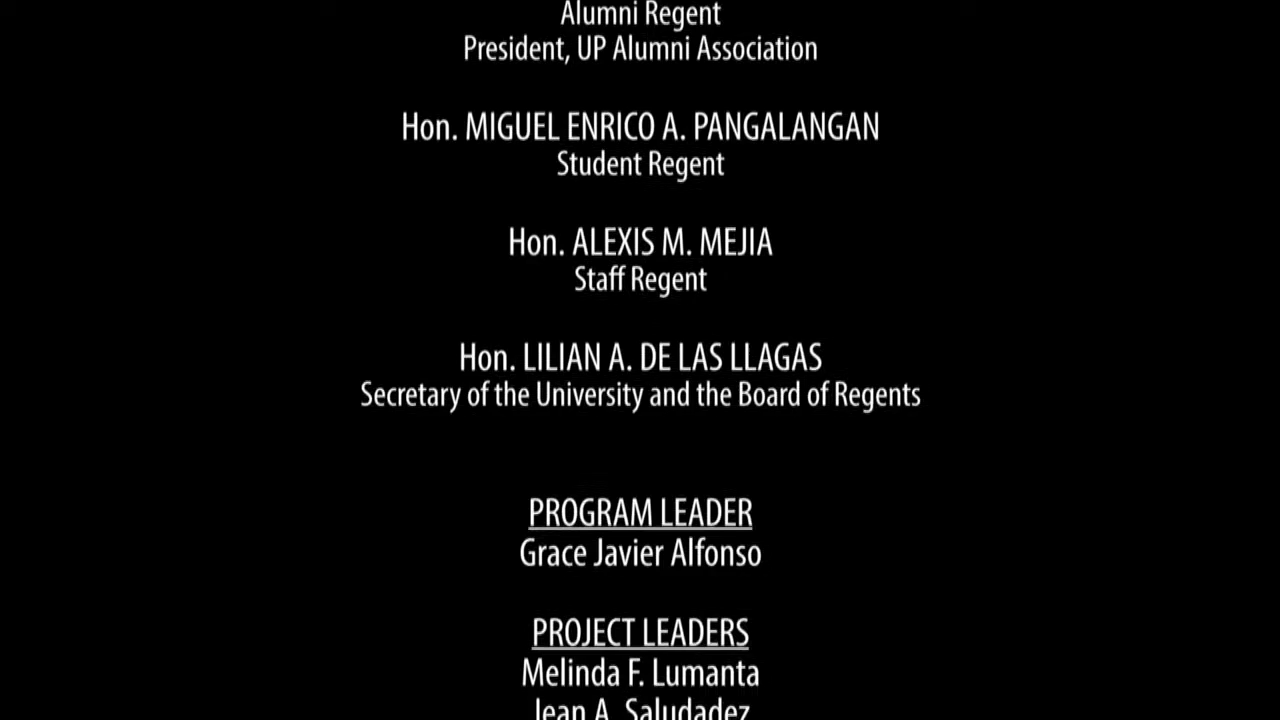 Alumni Regent
President, UP Alumni Association
Hon. MIGUEL ENRICO A. PANGALANGAN
Student Regent
Hon. ALEXIS M. MEJIA
Staff Regent
Hon. LILIAN A. DE LAS LLAGAS
Secretary of the University and the Board of Regents
PROGRAM LEADER
Grace Javier Alfonso
PROJECT LEADERS
Melinda F. Lumanta
Jean A. Saludadez